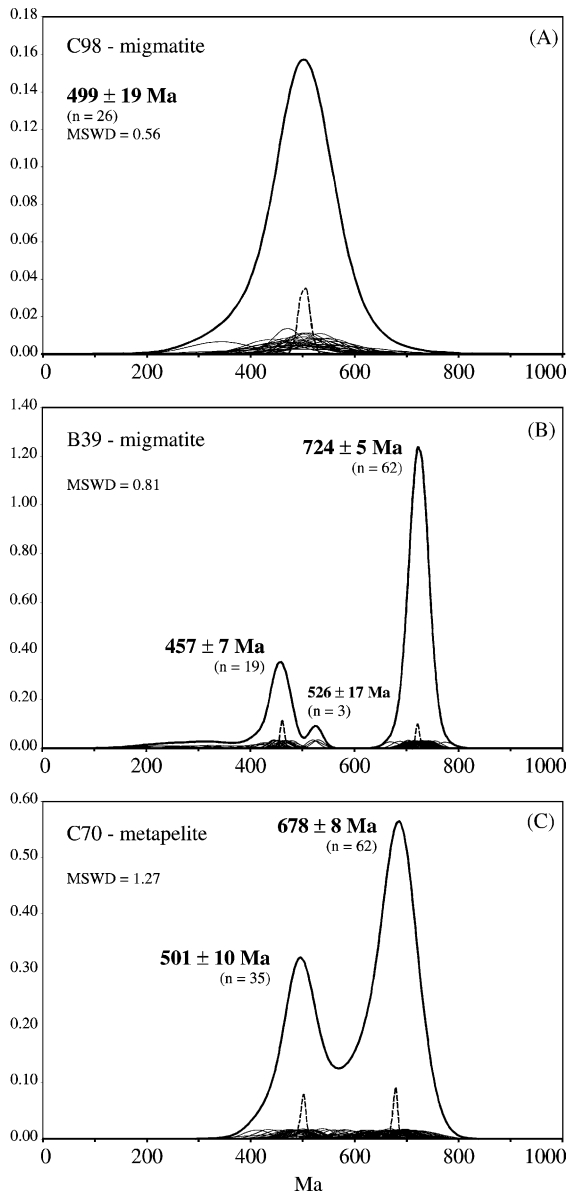 0.18
0.16
0.14
0.12
0.10
0.08
0.06
0.04
0.02
0.00
C98 - migmatite
(A)
499 ± 19 Ma
(n = 26)
MSWD = 0.56
0 200 400 600 800 1000
1.40
1.20
1.00
0.80
0.60
0.40
0.20
0.00
B39 - migmatite
(B)
724 ± 5 Ma
(n = 62)
MSWD = 0.81
457 ± 7 Ma
(n = 19)
526 ± 17 Ma
(n = 3)
0 200 400 600 800 1000
0.60
0.50
0.40
0.30
0.20
0.10
0.00
C70 - metapelite
(C)
678 ± 8 Ma
(n = 62)
MSWD = 1.27
501 ± 10 Ma
(n = 35)
0 200 400 600 800 1000
Ma